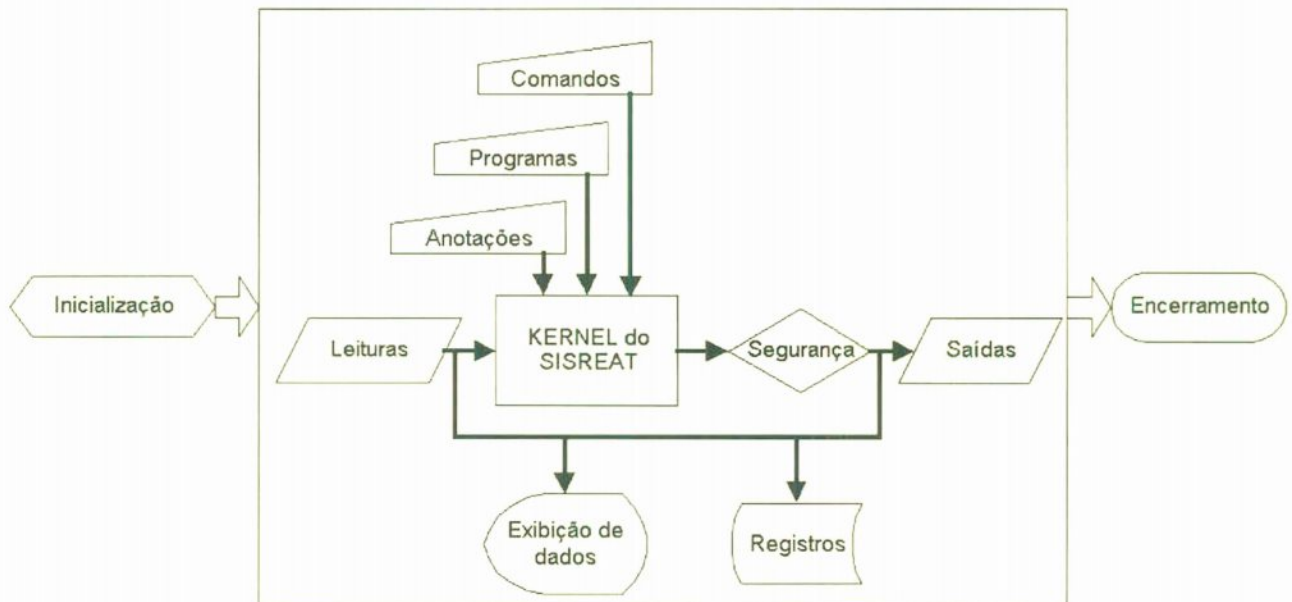 Comandos
Programas
Anotações
Inicialização
Leituras
KERNEL do
SISREAT
Segurança
Saídas
Encerramento
Exibição de
dados
Registros